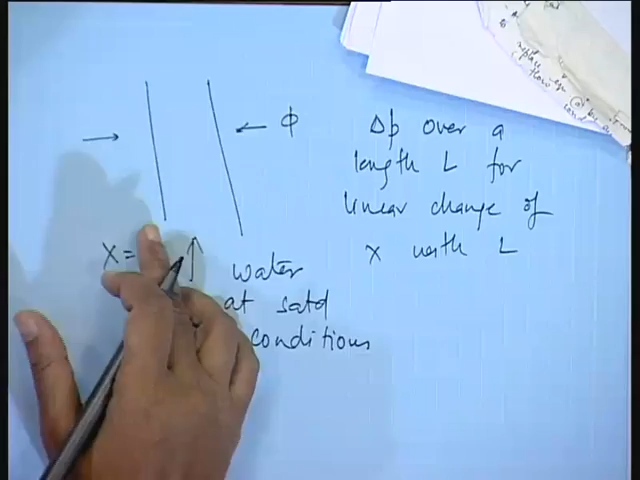 ϕ
Δp over a
length L for
linear change of
x with L
x =
water
at satd
conditions